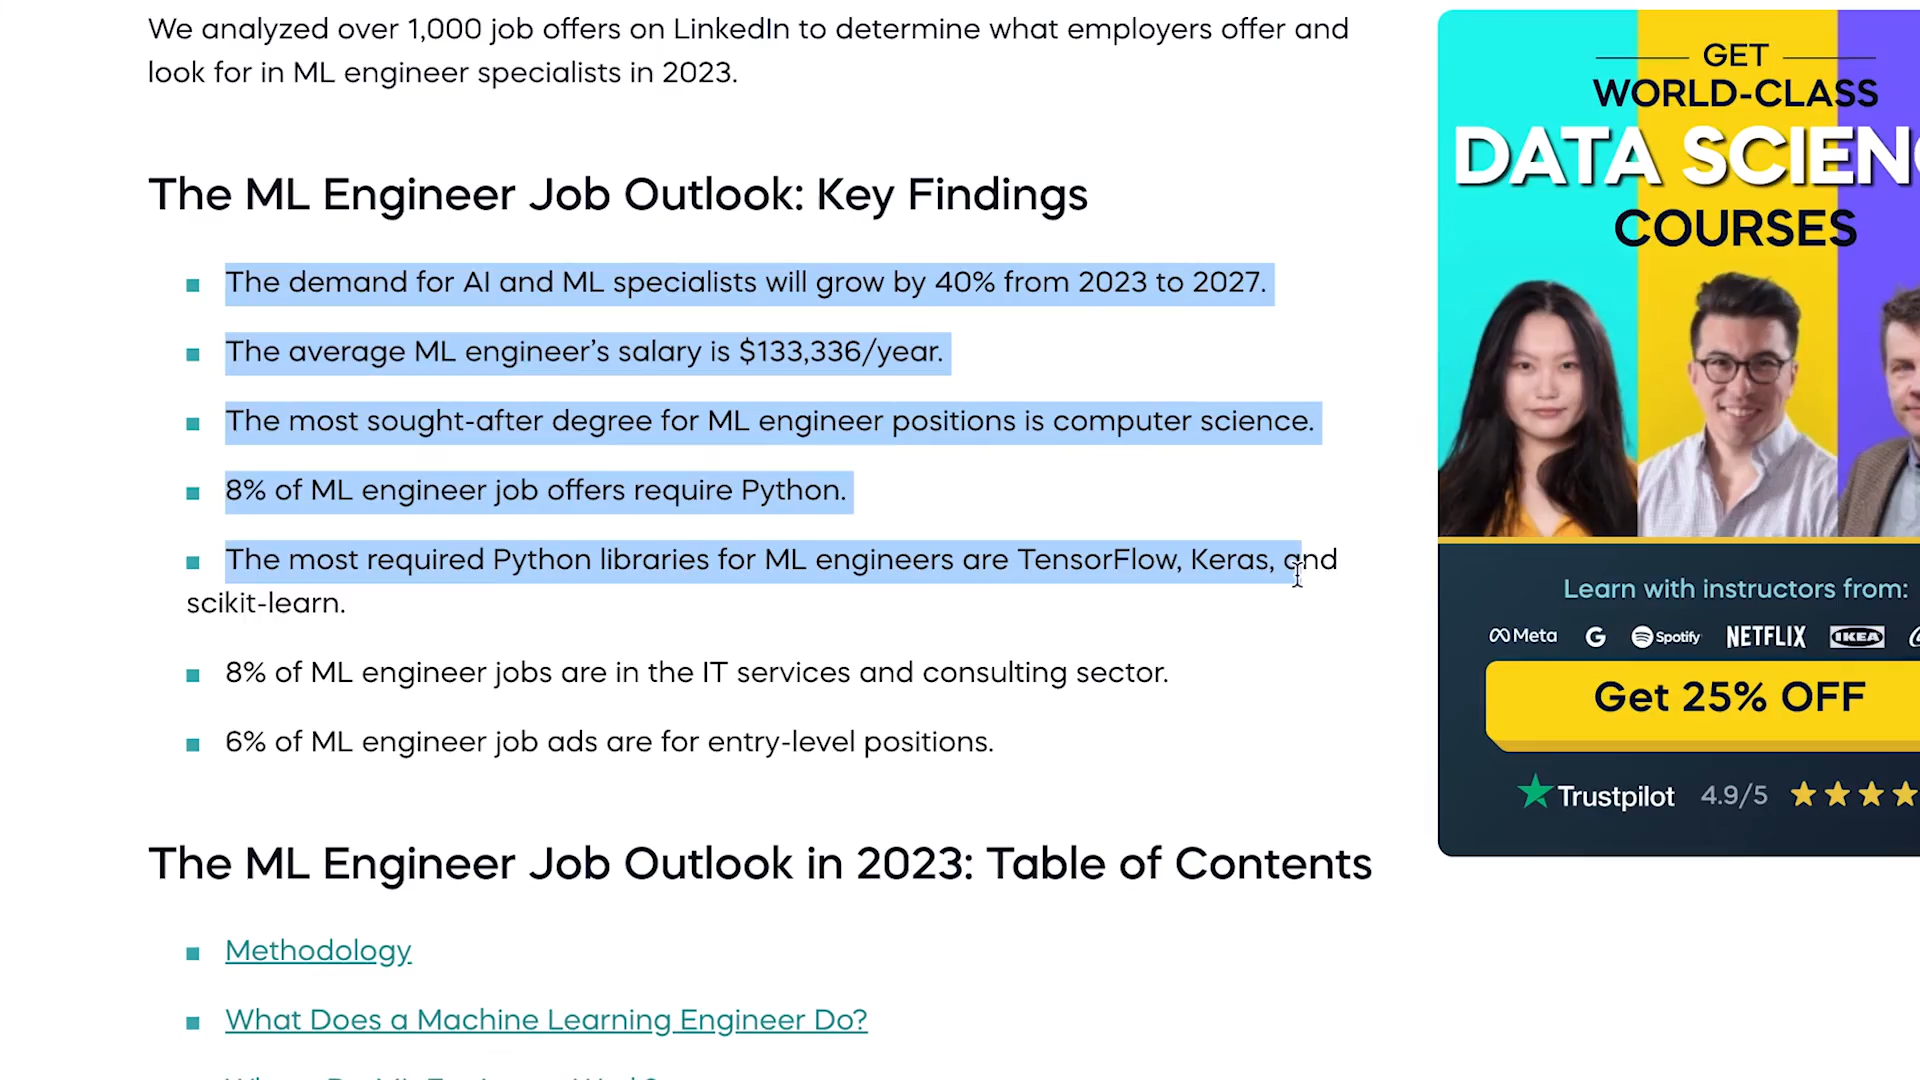 We analyzed over 1,000 job offers on LinkedIn to determine what employers offer and
look for in ML engineer specialists in 2023.
The ML Engineer Job Outlook: Key Findings
The demand for AI and ML specialists will grow by 40% from 2023 to 2027.
The average ML engineer’s salary is $133,336/year.
The most sought-after degree for ML engineer positions is computer science.
8% of ML engineer job offers require Python.
The most required Python libraries for ML engineers are TensorFlow, Keras, and
scikit-learn.
8% of ML engineer jobs are in the IT services and consulting sector.
6% of ML engineer job ads are for entry-level positions.
The ML Engineer Job Outlook in 2023: Table of Contents
Methodology
What Does a Machine Learning Engineer Do?
GET
WORLD-CLASS
DATA SCIEN
COURSES
Learn with instructors from:
Meta G Spotify NETFLIX IKEA
Get 25% OFF
Trustpilot 4.9/5